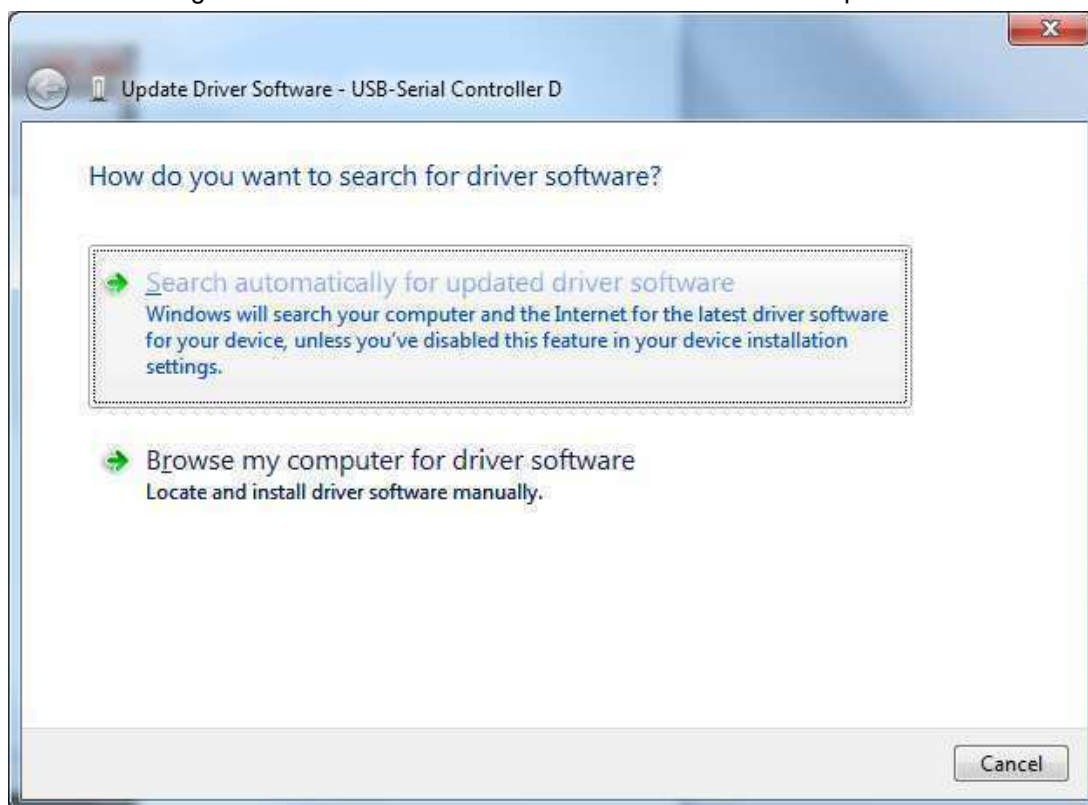 Update Driver Software - USB-Serial Controller D
How do you want to search for driver software?
Search automatically for updated driver software
Windows will search your computer and the Internet for the latest driver software
for your device, unless you've disabled this feature in your device installation
settings.
Browse my computer for driver software
Locate and install driver software manually.
Cancel